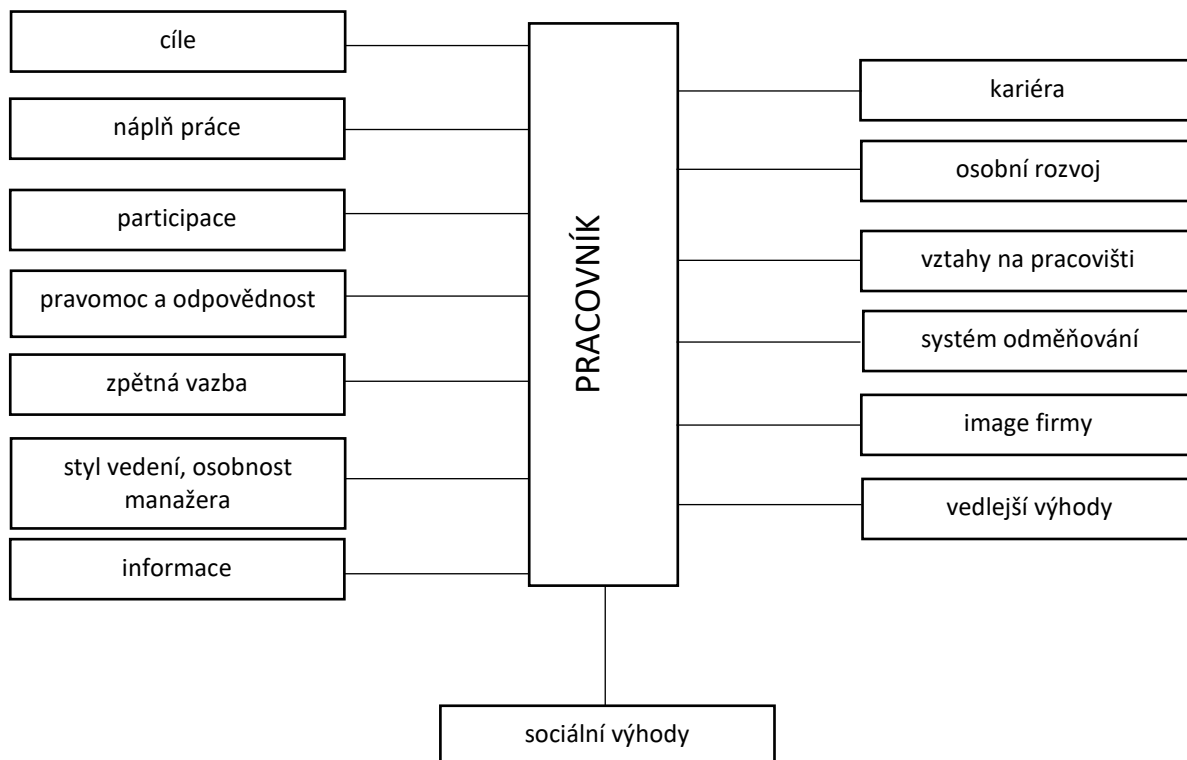 cíle
náplň práce
participace
pravomoc a odpovědnost
zpětná vazba
styl vedení, osobnost
manažera
informace
PRACOVNÍK
kariéra
osobní rozvoj
vztahy na pracovišti
systém odměňování
image firmy
vedlejší výhody
sociální výhody